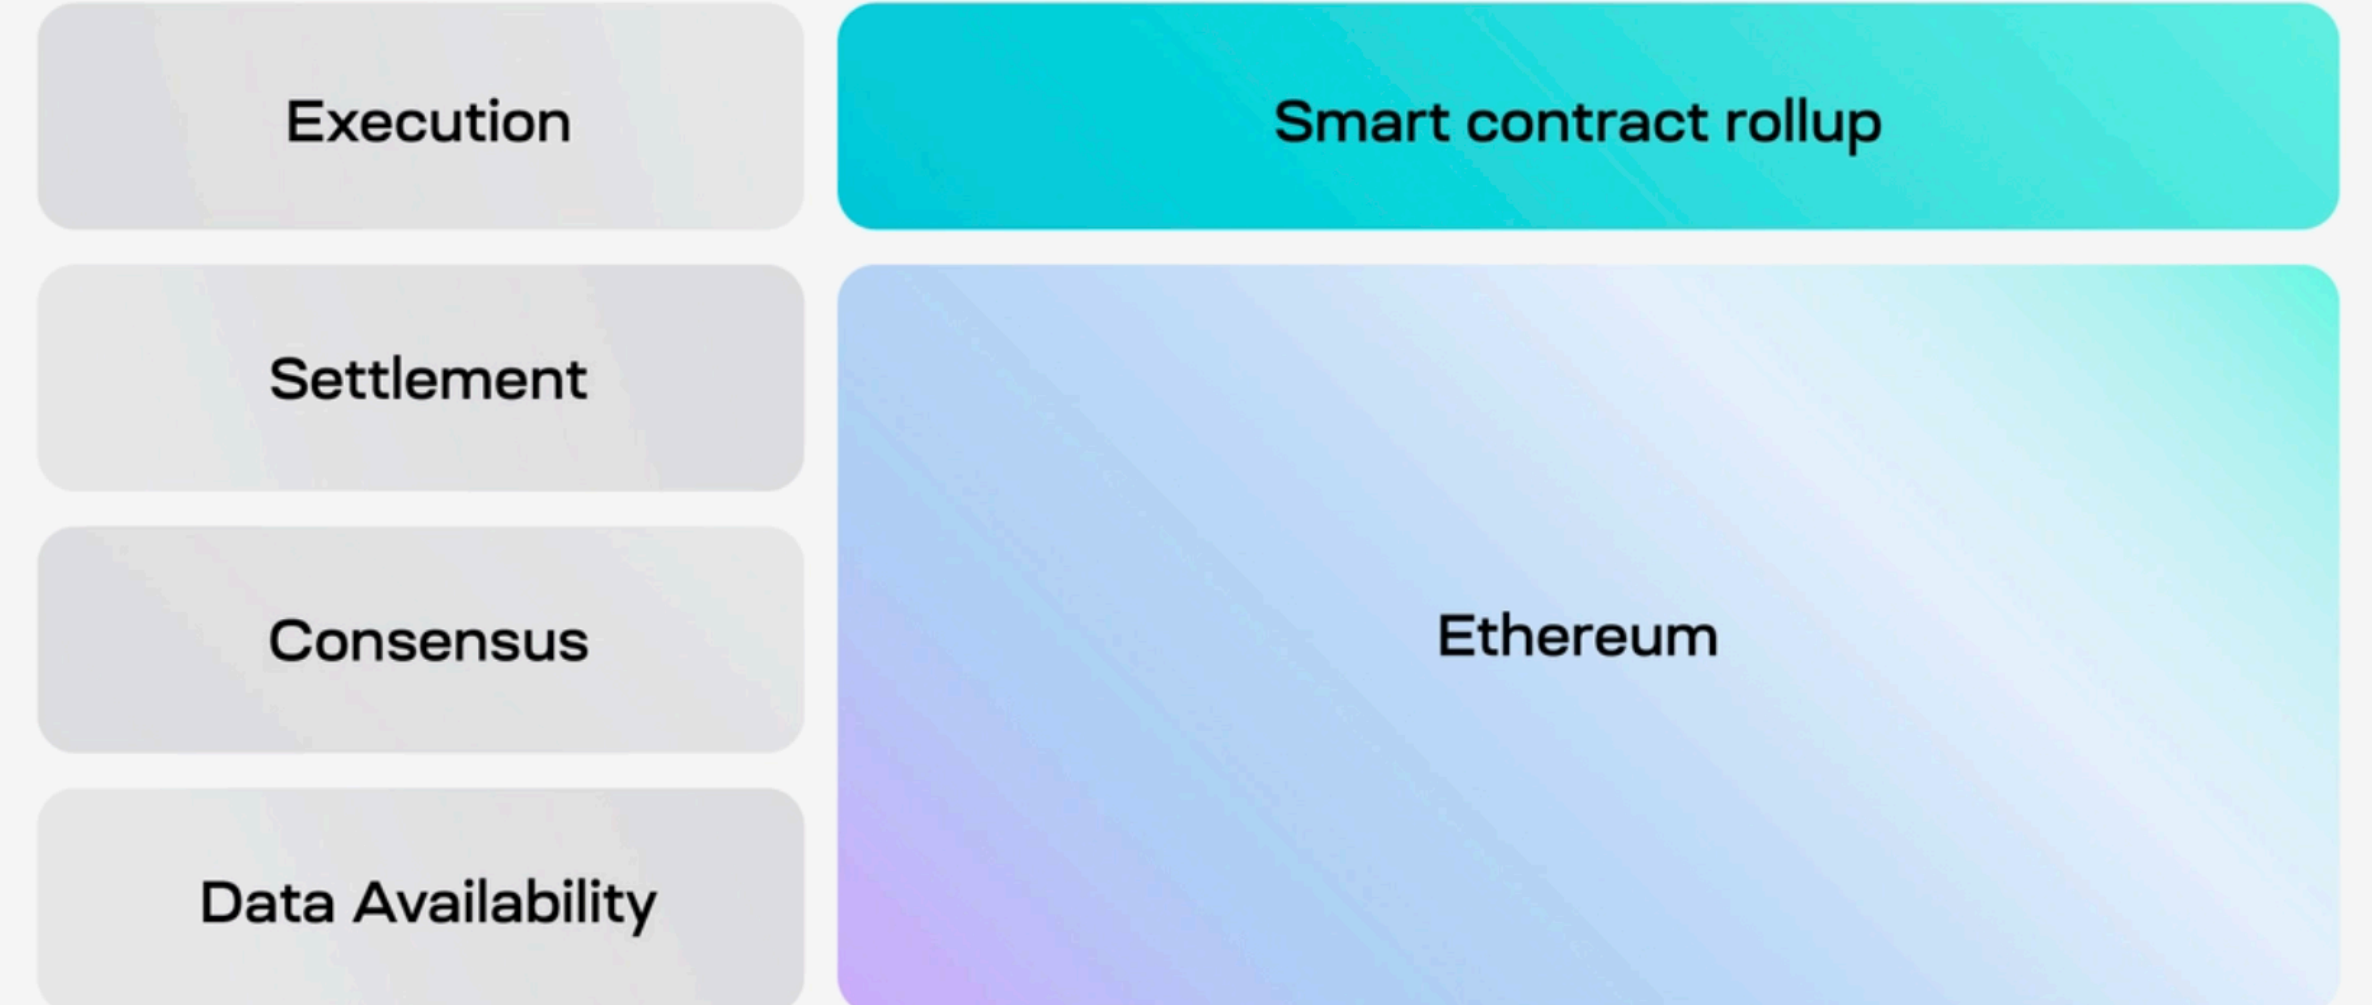 Execution
Smart contract rollup
Settlement
Consensus
Ethereum
Data Availability